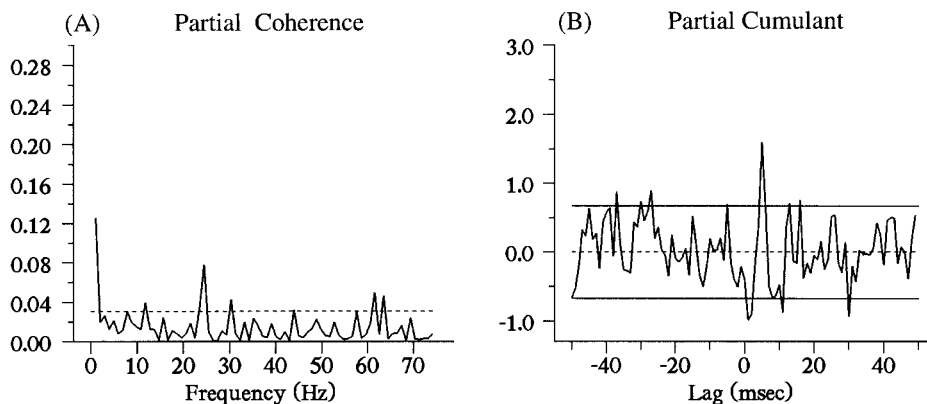 (A) Partial Coherence
0.28
0.24
0.20
0.16
0.12
0.08
0.04
0.00
0 10 20 30 40 50 60 70
Frequency (Hz)
(B) Partial Cumulant
3.0
2.0
1.0
0.0
-1.0
-40 -20 0 20 40
Lag (msec)